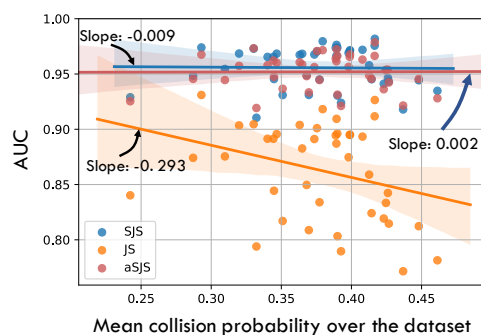 1.00
Slope: -0.009
0.95
0.90
Slope: 0.002
Slope: -0.293
0.85
0.80
AUC
SJS
JS
aSJS
0.25 0.30 0.35 0.40 0.45
Mean collision probability over the dataset